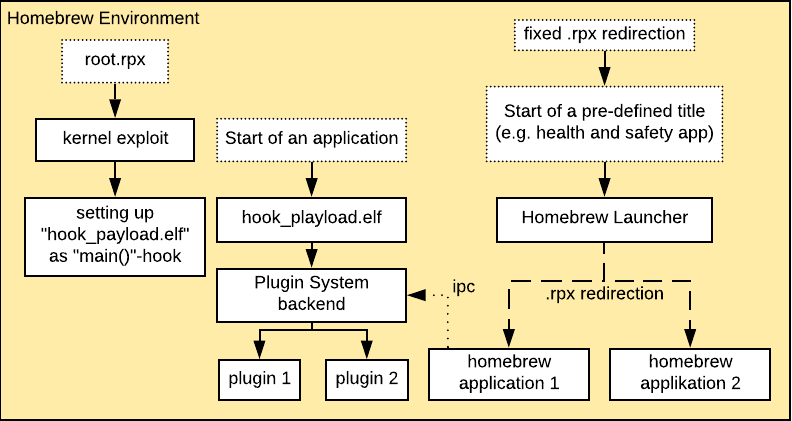 Homebrew Environment
root.rpx
kernel exploit
setting up
"hook_payload.elf"
as "main()"-hook
Start of an application
hook_playload.elf
Plugin System
backend
plugin 1
plugin 2
ipc
fixed .rpx redirection
Start of a pre-defined title
(e.g. health and safety app)
Homebrew Launcher
.rpx redirection
homebrew
application 1
homebrew
applikation 2